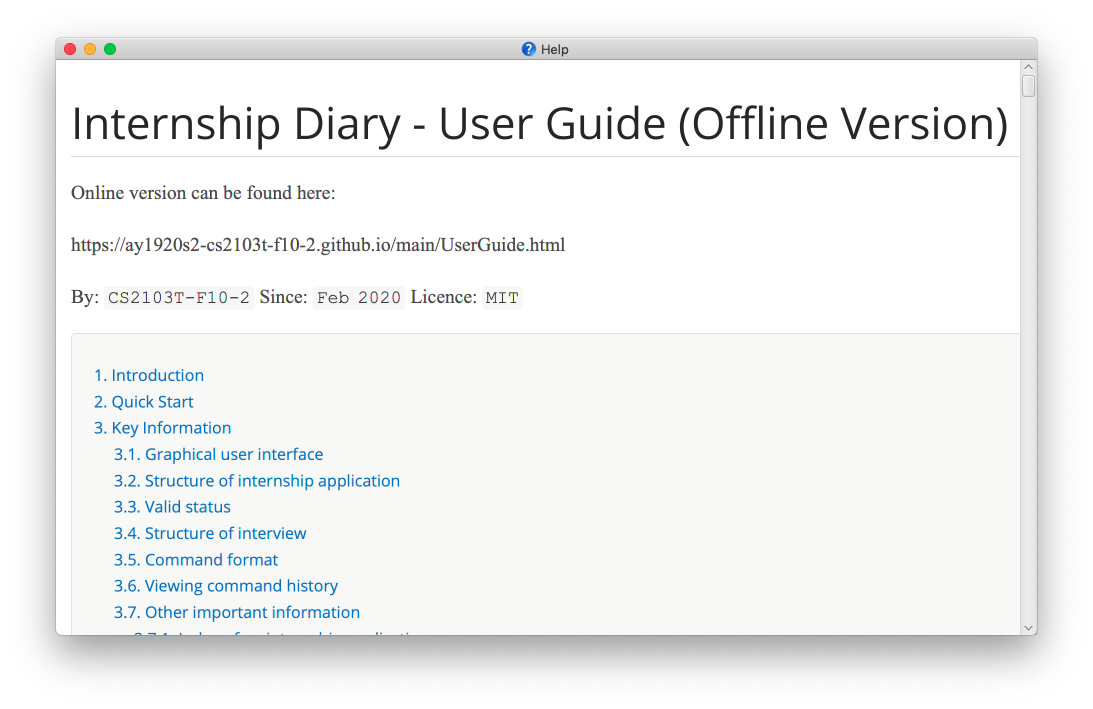 Help
Internship Diary - User Guide (Offline Version)
Online version can be found here:
https://ay1920s2-cs2103t-f10-2.github.io/main/UserGuide.html
By: CS2103T-F10-2 Since: Feb 2020 Licence: MIT
1. Introduction
2. Quick Start
3. Key Information
3.1. Graphical user interface
3.2. Structure of internship application
3.3. Valid status
3.4. Structure of interview
3.5. Command format
3.6. Viewing command history
3.7. Other important information